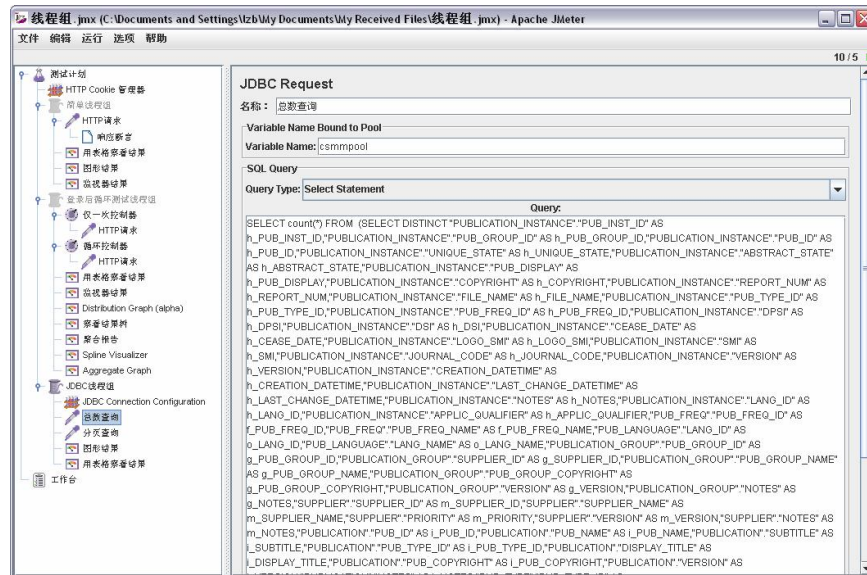 线程组.jmx (C:\Documents and Settings\lzb\My Documents\My Received Files\线程组.jmx) - Apache JMeter
文件 编辑 运行 选项 帮助
10 / 5
测试计划
HTTP Cookie 管理器
简单线程组
HTTP请求
响应断言
用表格察看结果
图形结果
监视器结果
登录后循环测试线程组
仅一次控制器
HTTP请求
循环控制器
HTTP请求
用表格察看结果
监视器结果
Distribution Graph (alpha)
察看结果树
聚合报告
Spline Visualizer
Aggregate Graph
JDBC线程组
JDBC Connection Configuration
总数查询
分页查询
图形结果
用表格察看结果
工作台
JDBC Request
名称： 总数查询
Variable Name Bound to Pool
Variable Name: csmmpool
SQL Query
Query Type: Select Statement
Query:
SELECT count(*) FROM (SELECT DISTINCT "PUBLICATION_INSTANCE"."PUB_INST_ID" AS
h_PUB_INST_ID,"PUBLICATION_INSTANCE"."PUB_GROUP_ID" AS h_PUB_GROUP_ID,"PUBLICATION_INSTANCE"."PUB_ID" AS
h_PUB_ID,"PUBLICATION_INSTANCE"."UNIQUE_STATE" AS h_UNIQUE_STATE,"PUBLICATION_INSTANCE"."ABSTRACT_STATE"
AS h_ABSTRACT_STATE,"PUBLICATION_INSTANCE"."PUB_DISPLAY" AS
h_PUB_DISPLAY,"PUBLICATION_INSTANCE"."COPYRIGHT" AS h_COPYRIGHT,"PUBLICATION_INSTANCE"."REPORT_NUM" AS
h_REPORT_NUM,"PUBLICATION_INSTANCE"."FILE_NAME" AS h_FILE_NAME,"PUBLICATION_INSTANCE"."PUB_TYPE_ID" AS
h_PUB_TYPE_ID,"PUBLICATION_INSTANCE"."PUB_FREQ_ID" AS h_PUB_FREQ_ID,"PUBLICATION_INSTANCE"."DPSI" AS
h_DPSI,"PUBLICATION_INSTANCE"."DSI" AS h_DSI,"PUBLICATION_INSTANCE"."CEASE_DATE" AS
h_CEASE_DATE,"PUBLICATION_INSTANCE"."LOGO_SMI" AS h_LOGO_SMI,"PUBLICATION_INSTANCE"."SMI" AS
h_SMI,"PUBLICATION_INSTANCE"."JOURNAL_CODE" AS h_JOURNAL_CODE,"PUBLICATION_INSTANCE"."VERSION" AS
h_VERSION,"PUBLICATION_INSTANCE"."CREATION_DATETIME" AS
h_CREATION_DATETIME,"PUBLICATION_INSTANCE"."LAST_CHANGE_DATETIME" AS
h_LAST_CHANGE_DATETIME,"PUBLICATION_INSTANCE"."NOTES" AS h_NOTES,"PUBLICATION_INSTANCE"."LANG_ID" AS
h_LANG_ID,"PUBLICATION_INSTANCE"."APPLIC_QUALIFIER" AS h_APPLIC_QUALIFIER,"PUB_FREQ"."PUB_FREQ_ID" AS
f_PUB_FREQ_ID,"PUB_FREQ"."PUB_FREQ_NAME" AS f_PUB_FREQ_NAME,"PUB_LANGUAGE"."LANG_ID" AS
o_LANG_ID,"PUB_LANGUAGE"."LANG_NAME" AS o_LANG_NAME,"PUBLICATION_GROUP"."PUB_GROUP_ID" AS
g_PUB_GROUP_ID,"PUBLICATION_GROUP"."SUPPLIER_ID" AS g_SUPPLIER_ID,"PUBLICATION_GROUP"."PUB_GROUP_NAME"
AS g_PUB_GROUP_NAME,"PUBLICATION_GROUP"."PUB_GROUP_COPYRIGHT" AS
g_PUB_GROUP_COPYRIGHT,"PUBLICATION_GROUP"."VERSION" AS g_VERSION,"PUBLICATION_GROUP"."NOTES" AS
g_NOTES,"SUPPLIER"."SUPPLIER_ID" AS m_SUPPLIER_ID,"SUPPLIER"."SUPPLIER_NAME" AS
m_SUPPLIER_NAME,"SUPPLIER"."PRIORITY" AS m_PRIORITY,"SUPPLIER"."VERSION" AS m_VERSION,"SUPPLIER"."NOTES" AS
m_NOTES,"PUBLICATION"."PUB_ID" AS i_PUB_ID,"PUBLICATION"."PUB_NAME" AS i_PUB_NAME,"PUBLICATION"."SUBTITLE" AS
i_SUBTITLE,"PUBLICATION"."PUB_TYPE_ID" AS i_PUB_TYPE_ID,"PUBLICATION"."DISPLAY_TITLE" AS
i_DISPLAY_TITLE,"PUBLICATION"."PUB_COPYRIGHT" AS i_PUB_COPYRIGHT,"PUBLICATION"."VERSION" AS